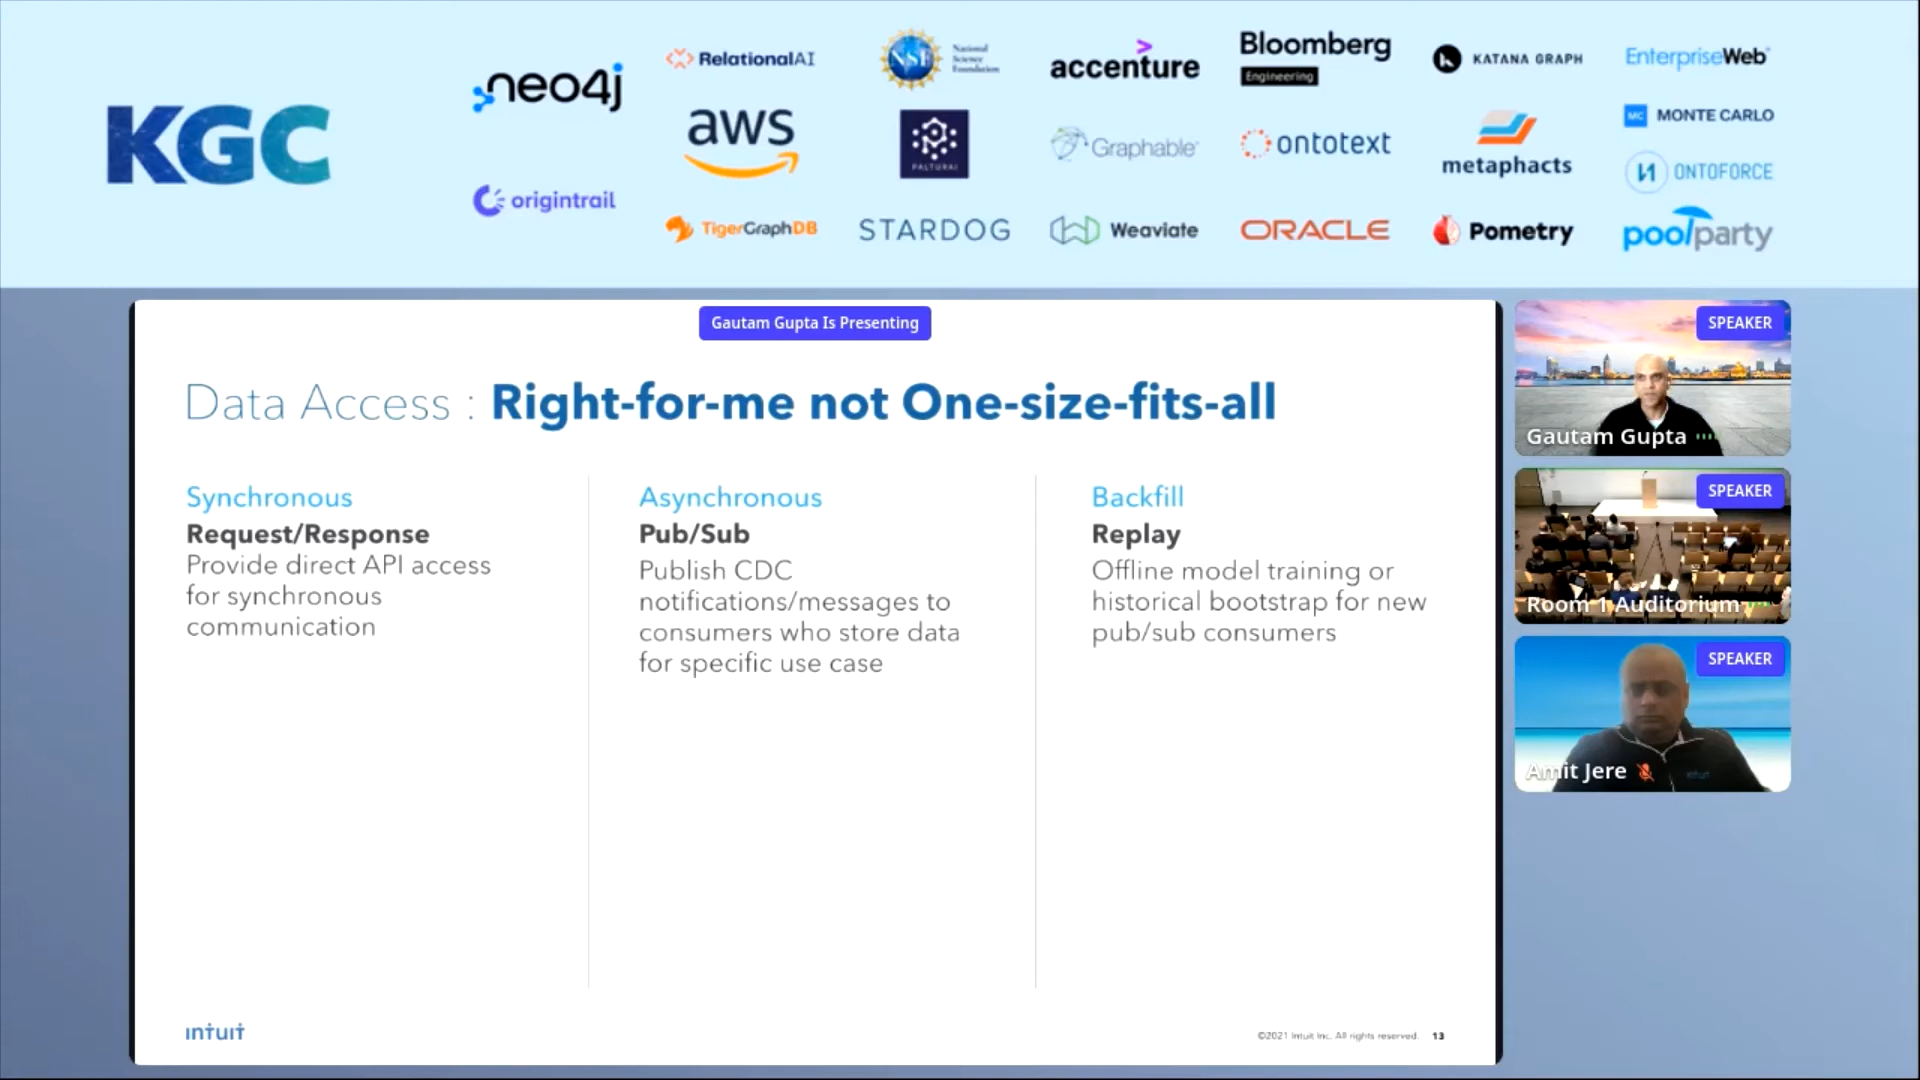 KGC
neo4j
origintrail
RelationalAI
aws
TigerGraphDB
NSF
National
Science
Foundation
PALTURAI
STARDOG
accenture
Graphable
Weaviate
Bloomberg
Engineering
ontotext
ORACLE
KATANA GRAPH
metaphacts
Pometry
EnterpriseWeb
MC MONTE CARLO
ONTOFORCE
poolparty
Gautam Gupta Is Presenting
Data Access : Right-for-me not One-size-fits-all
Synchronous
Request/Response
Provide direct API access
for synchronous
communication
Asynchronous
Pub/Sub
Publish CDC
notifications/messages to
consumers who store data
for specific use case
Backfill
Replay
Offline model training or
historical bootstrap for new
pub/sub consumers
intuit
©2021 Intuit Inc. All rights reserved. 13
SPEAKER
Gautam Gupta
SPEAKER
Room 1 Auditorium
SPEAKER
Amit Jere
intuit